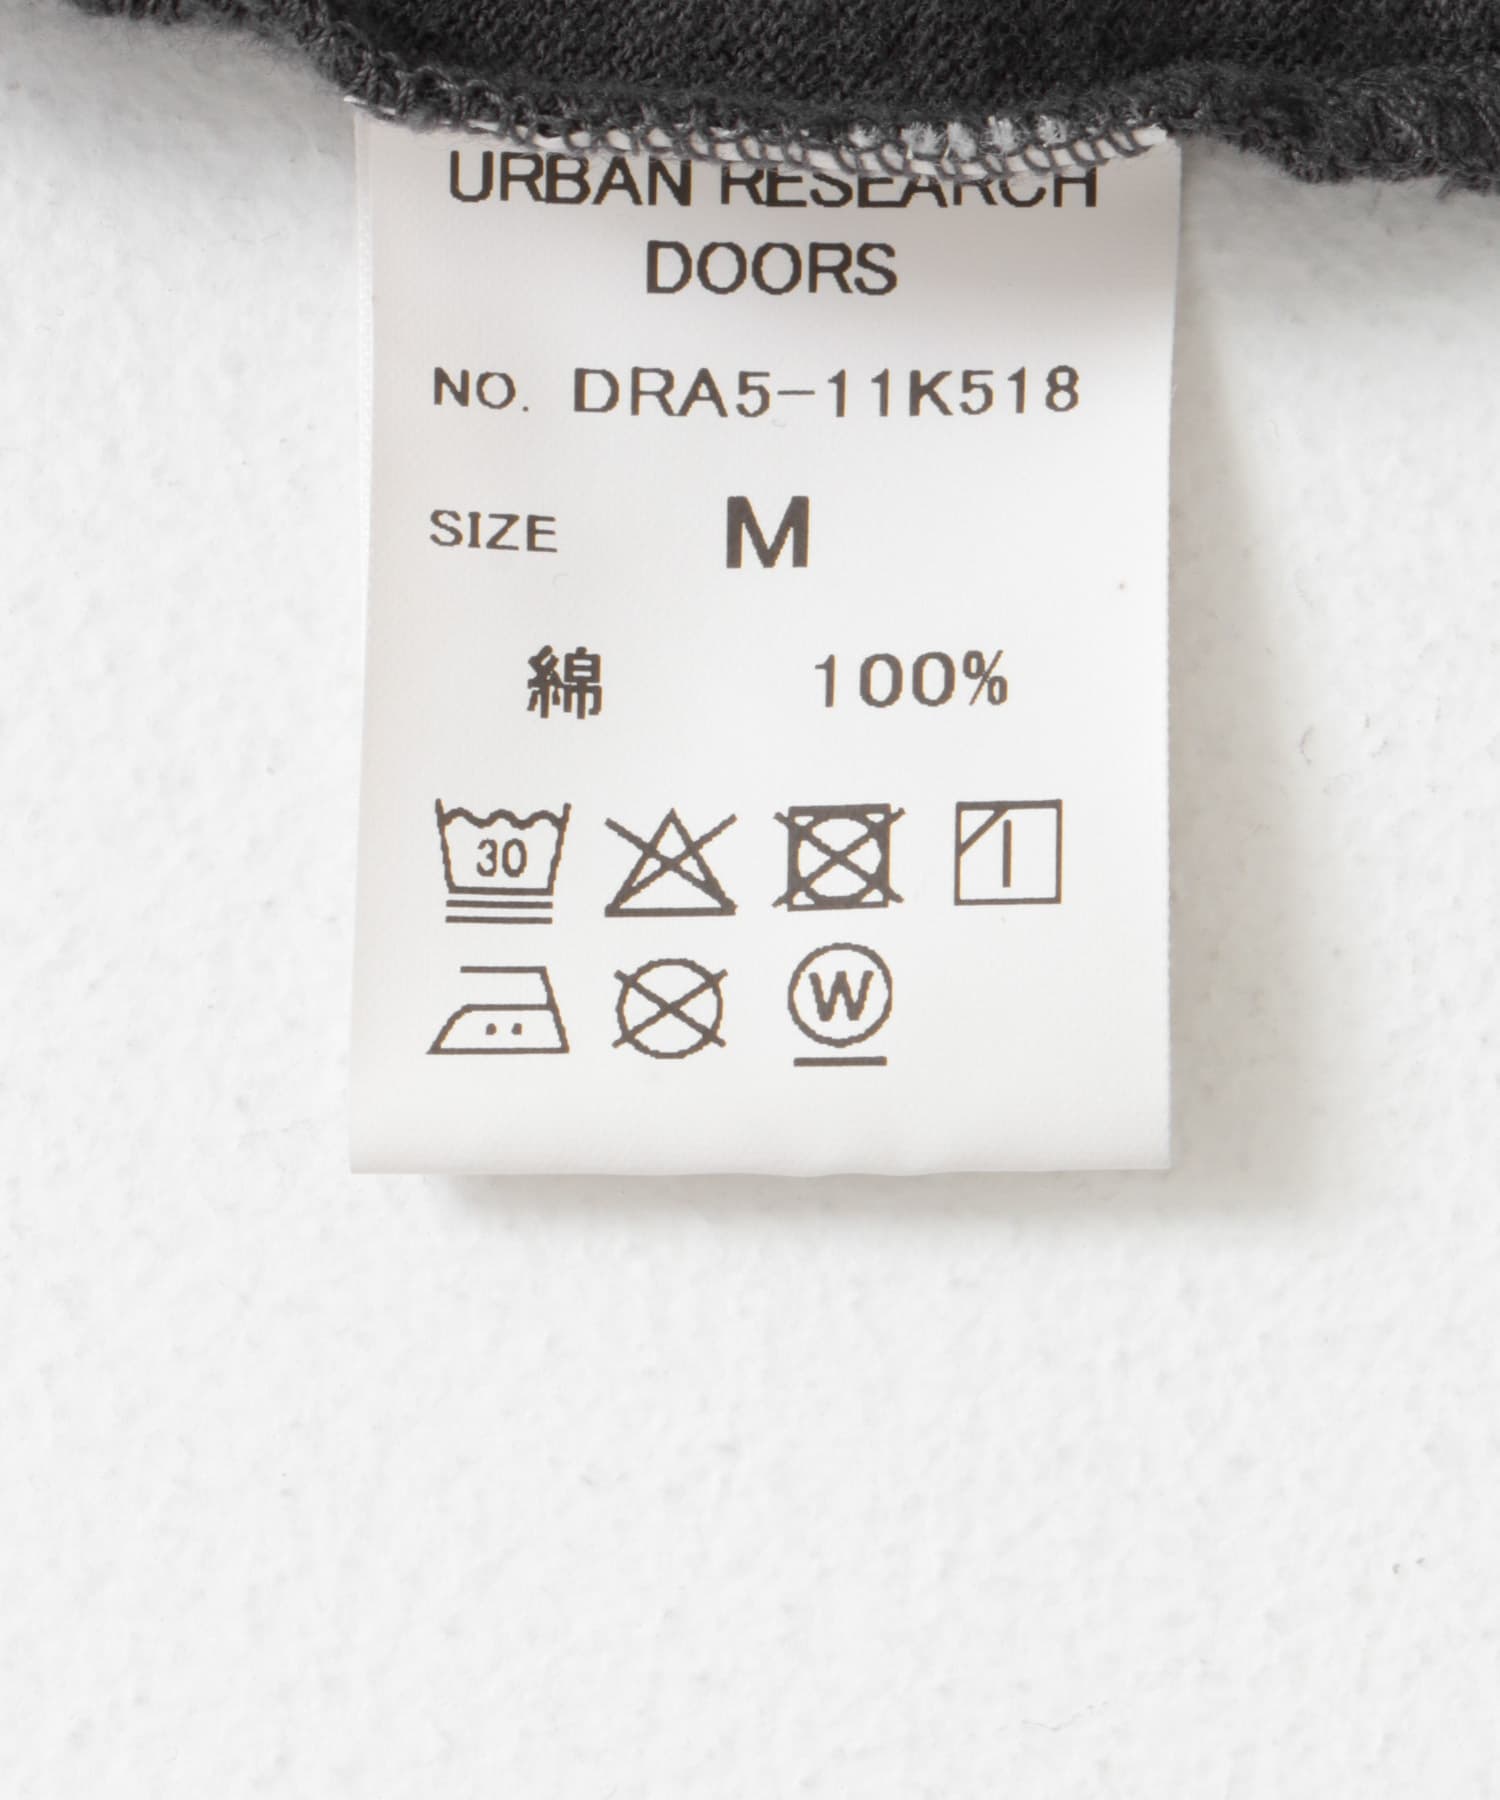 URBAN RESEARCH
DOORS
NO. DRA5-11K518
SIZE M
綿 100%
30
W